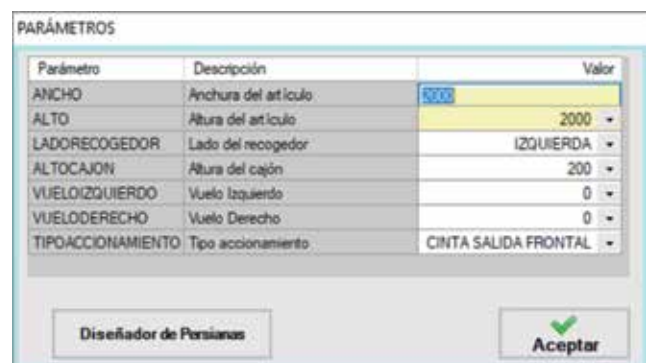 PARÁMETROS
Parámetro Descripción Valor
ANCHO Anchura del artículo 2000
ALTO Altura del artículo 2000
LADORECOGEDOR Lado del recogedor IZQUIERDA
ALTOCAJON Altura del cajón 200
VUELOIZQUIERDO Vuelo Izquierdo 0
VUELODERECHO Vuelo Derecho 0
TIPOACCIONAMIENTO Tipo accionamiento CINTA SALIDA FRONTAL
Diseñador de Persianas
Aceptar